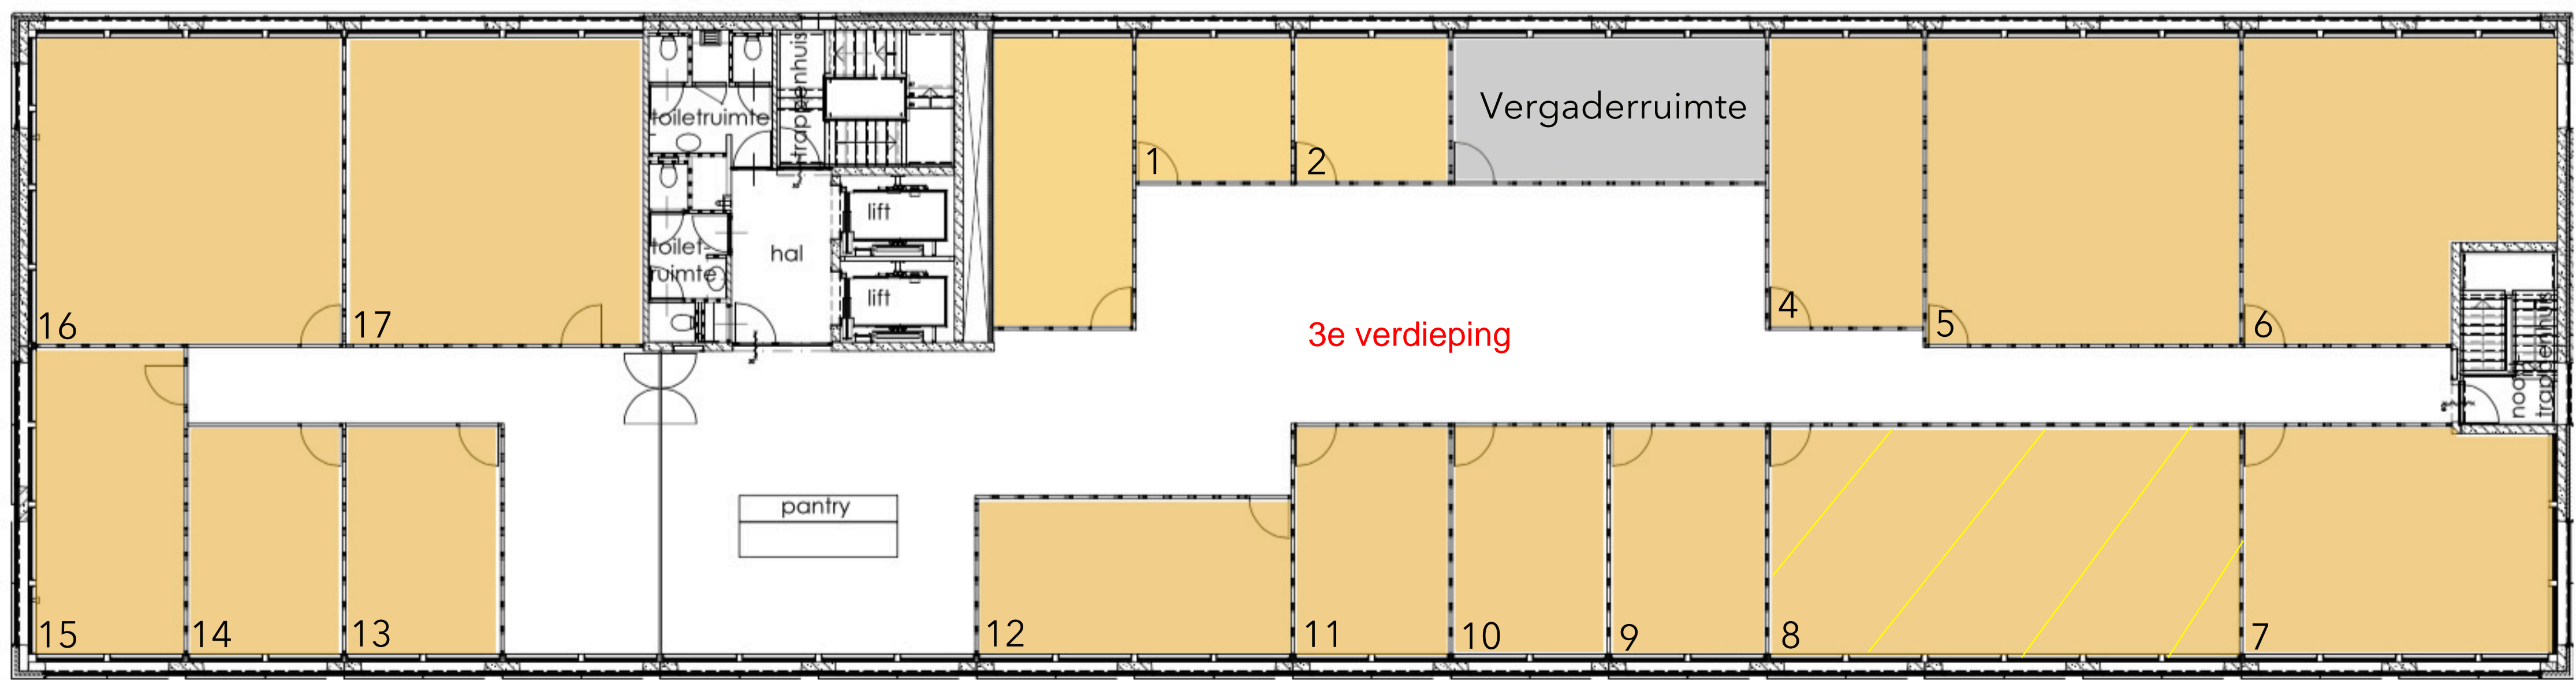 toiletruimte
trappenhuis
1
2
Vergaderruimte
lift
toilet-
ruimte
hal
lift
16
17
3e verdieping
4
5
6
trappenhuis
pantry
15
14
13
12
11
10
9
8
7